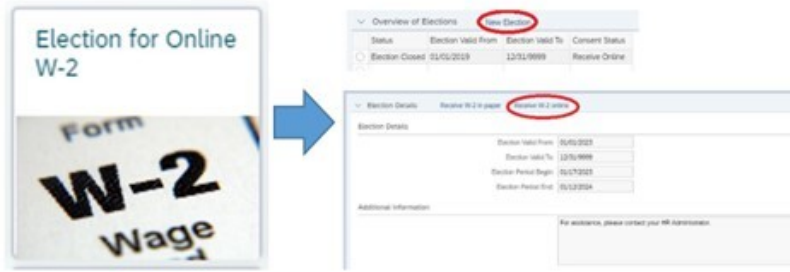 Election for Online
W-2
Form
W-2
Wage
Overview of Elections New Election
Status Election Valid From Election Valid To Consent Status
Election Closed 01/01/2019 12/31/9999 Receive Online
Election Details Receive W-2 in paper Receive W-2 online
Election Details
Election Valid From 01/01/2023
Election Valid To 12/31/9999
Election Period Begin 01/17/2023
Election Period End 01/12/2024
Additional Information
For assistance, please contact your HR Administrator.